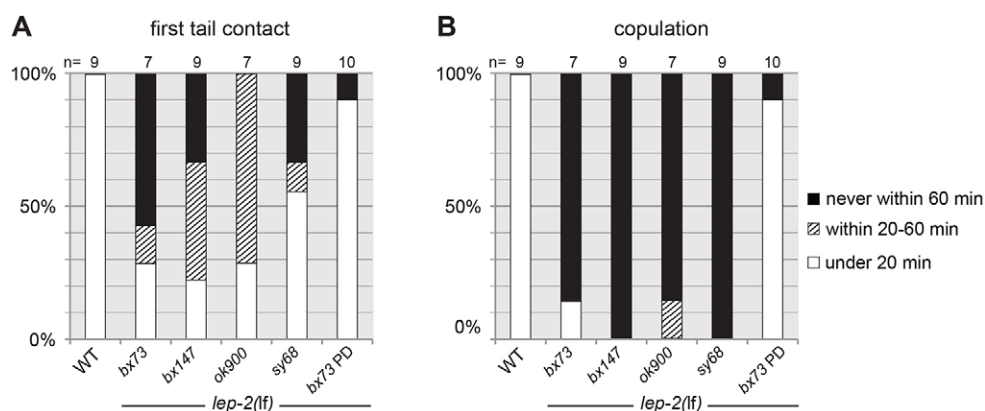 A first tail contact
n= 9 7 9 7 9 10
100%
50%
0%
WT bx73 bx147 ok900 sy68 bx73 PD
lep-2(lf)
B copulation
n= 9 7 9 7 9 10
100%
50%
0%
WT bx73 bx147 ok900 sy68 bx73 PD
lep-2(lf)
never within 60 min
within 20-60 min
under 20 min